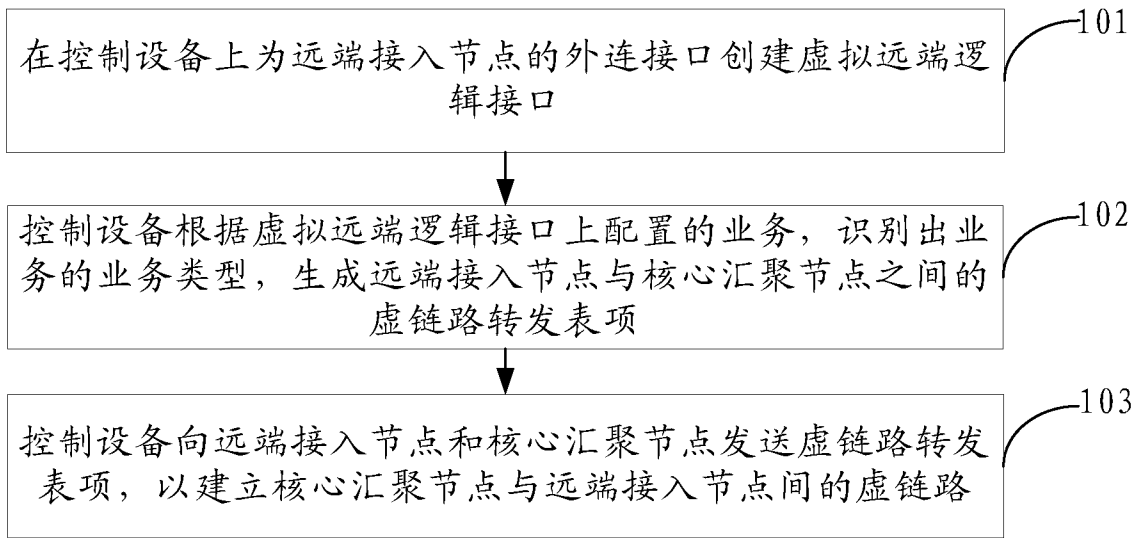 在控制设备上为远端接入节点的外连接口创建虚拟远端逻
辑接口
101
控制设备根据虚拟远端逻辑接口上配置的业务，识别出业
务的业务类型，生成远端接入节点与核心汇聚节点之间的
虚链路转发表项
102
控制设备向远端接入节点和核心汇聚节点发送虚链路转发
表项，以建立核心汇聚节点与远端接入节点间的虚链路
103